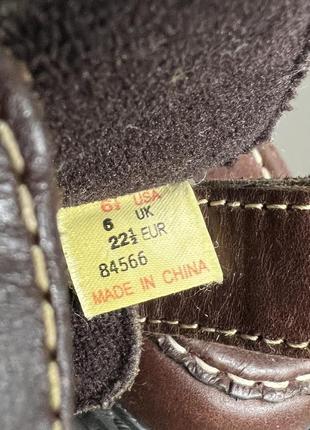 6½ USA
6 UK
22½ EUR
84566
MADE IN CHINA